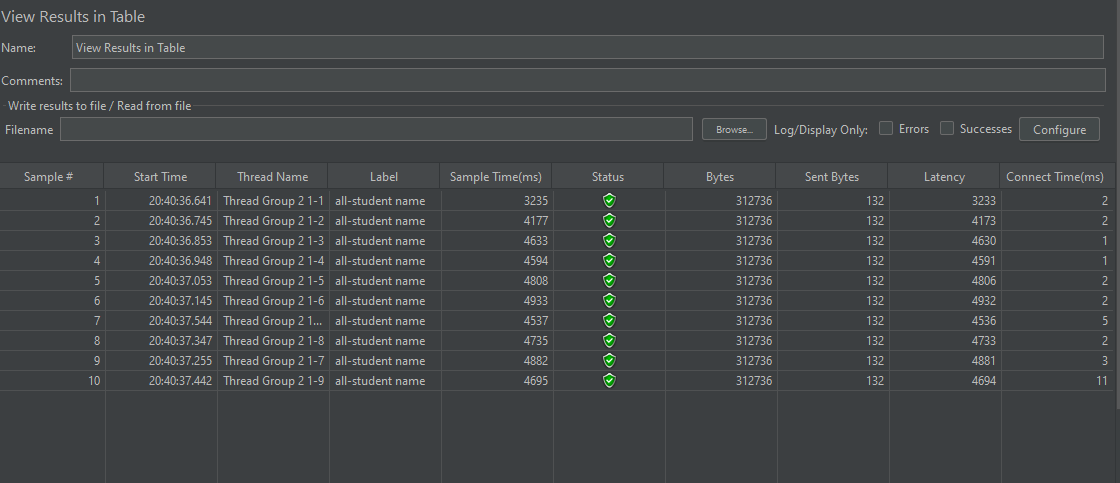 View Results in Table
Name: View Results in Table
Comments:
Write results to file / Read from file
Filename Browse... Log/Display Only: Errors Successes Configure
Sample # Start Time Thread Name Label Sample Time(ms) Status Bytes Sent Bytes Latency Connect Time(ms)
1 20:40:36.641 Thread Group 2 1-1 all-student name 3235 312736 132 3233 2
2 20:40:36.745 Thread Group 2 1-2 all-student name 4177 312736 132 4173 2
3 20:40:36.853 Thread Group 2 1-3 all-student name 4633 312736 132 4630 1
4 20:40:36.948 Thread Group 2 1-4 all-student name 4594 312736 132 4591 1
5 20:40:37.053 Thread Group 2 1-5 all-student name 4808 312736 132 4806 2
6 20:40:37.145 Thread Group 2 1-6 all-student name 4933 312736 132 4932 2
7 20:40:37.544 Thread Group 2 1... all-student name 4537 312736 132 4536 5
8 20:40:37.347 Thread Group 2 1-8 all-student name 4735 312736 132 4733 2
9 20:40:37.255 Thread Group 2 1-7 all-student name 4882 312736 132 4881 3
10 20:40:37.442 Thread Group 2 1-9 all-student name 4695 312736 132 4694 11